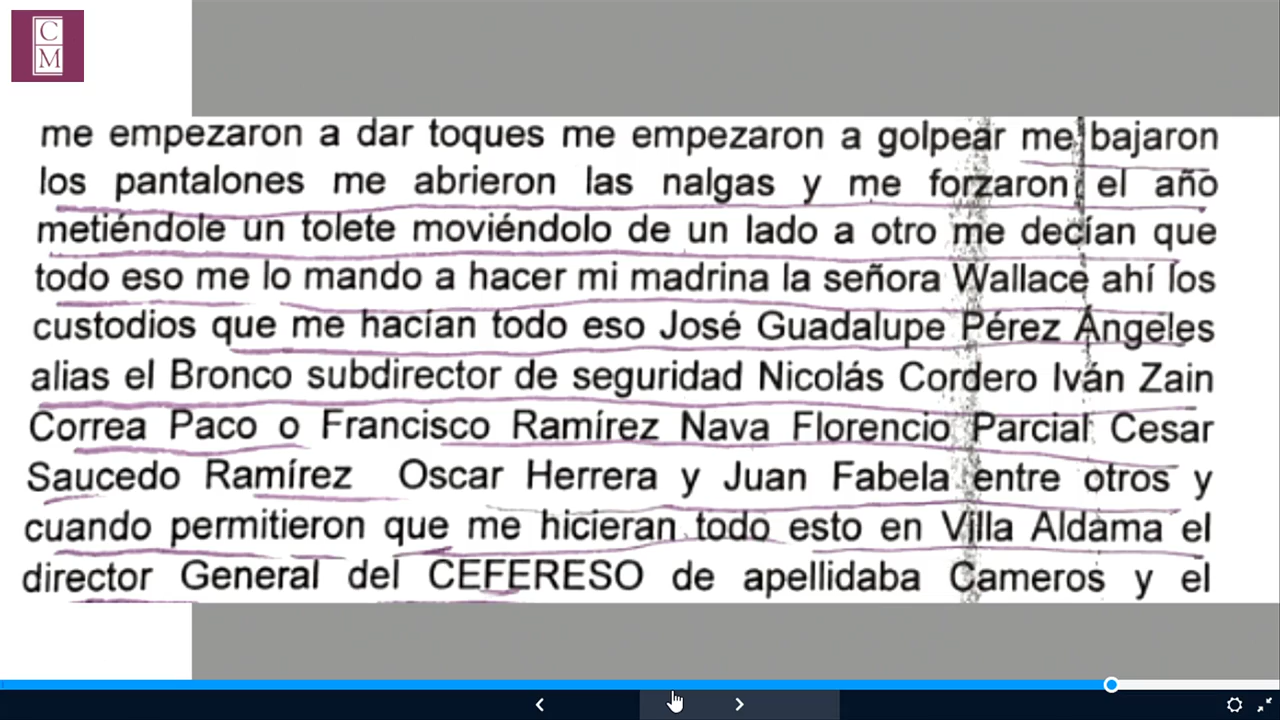 C
M
me empezaron a dar toques me empezaron a golpear me bajaron
los pantalones me abrieron las nalgas y me forzaron el año
metiéndole un tolete moviéndolo de un lado a otro me decían que
todo eso me lo mando a hacer mi madrina la señora Wallace ahí los
custodios que me hacían todo eso José Guadalupe Pérez Ángeles
alias el Bronco subdirector de seguridad Nicolás Cordero Iván Zain
Correa Paco o Francisco Ramírez Nava Florencio Parcial Cesar
Saucedo Ramírez Oscar Herrera y Juan Fabela entre otros y
cuando permitieron que me hicieran todo esto en Villa Aldama el
director General del CEFERESO de apellidaba Cameros y el